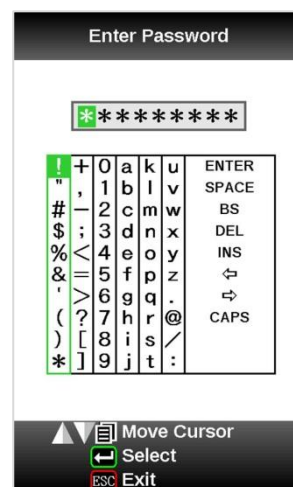 Enter Password
********
! + 0 a k u ENTER
" , 1 b l v SPACE
# - 2 c m w BS
$ ; 3 d n x DEL
% < 4 e o y INS
& = 5 f p z ⇦
' > 6 g q . ⇨
( ? 7 h r @ CAPS
) [ 8 i s /
* ] 9 j t :
Move Cursor
Select
ESC Exit